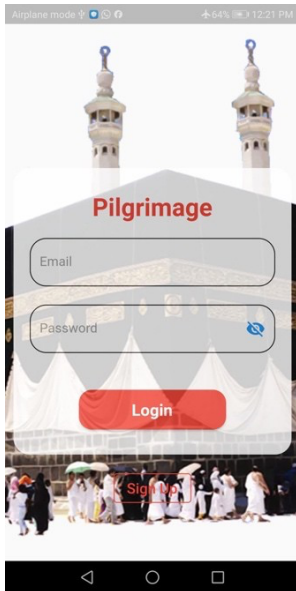 Airplane mode 64% 12:21 PM
Pilgrimage
Email
Password
Login
Sign Up